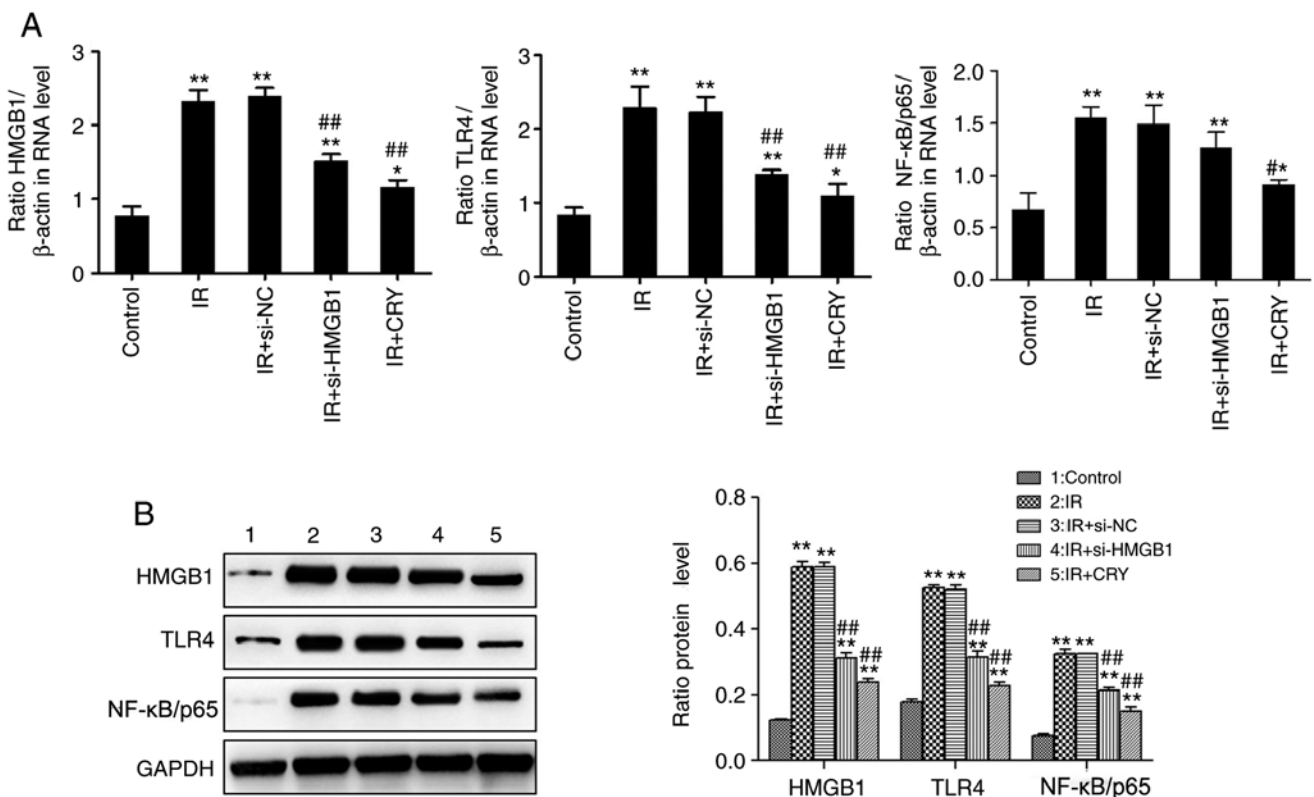 A
Ratio HMGB1/
β-actin in RNA level
3
2
1
0
**
**
##
**
##
*
Control
IR
IR+si-NC
IR+si-HMGB1
IR+CRY
Ratio TLR4/
β-actin in RNA level
3
2
1
0
**
**
##
**
##
*
Control
IR
IR+si-NC
IR+si-HMGB1
IR+CRY
Ratio NF-κB/p65/
β-actin in RNA level
2.0
1.5
1.0
0.5
0.0
**
**
**
#*
Control
IR
IR+si-NC
IR+si-HMGB1
IR+CRY
B
1 2 3 4 5
HMGB1
TLR4
NF-κB/p65
GAPDH
1:Control
2:IR
3:IR+si-NC
4:IR+si-HMGB1
5:IR+CRY
Ratio protein level
0.8
0.6
0.4
0.2
0.0
** **
##
**
##
**
** **
##
**
##
**
** **
##
**
##
**
HMGB1 TLR4 NF-κB/p65